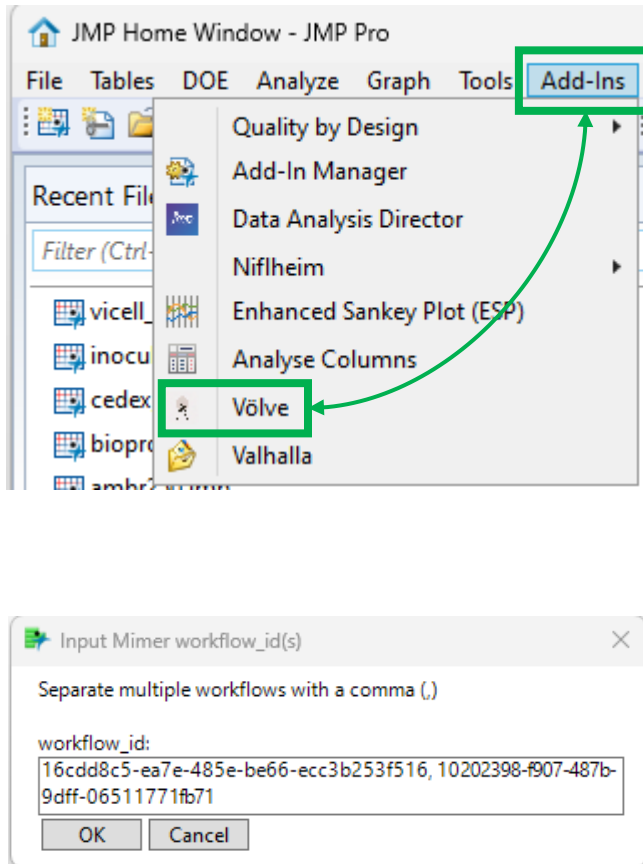 JMP Home Window - JMP Pro
File Tables DOE Analyze Graph Tools Add-Ins
Quality by Design
Add-In Manager
Recent File
Data Analysis Director
Filter (Ctrl-
Niflheim
vicell_
Enhanced Sankey Plot (ESP)
inocu
Analyse Columns
cedex
Völve
biopro
Valhalla
Input Mimer workflow_id(s)
Separate multiple workflows with a comma (,)
workflow_id:
16cdd8c5-ea7e-485e-be66-ecc3b253f516, 10202398-f907-487b-
9dff-06511771fb71
OK Cancel